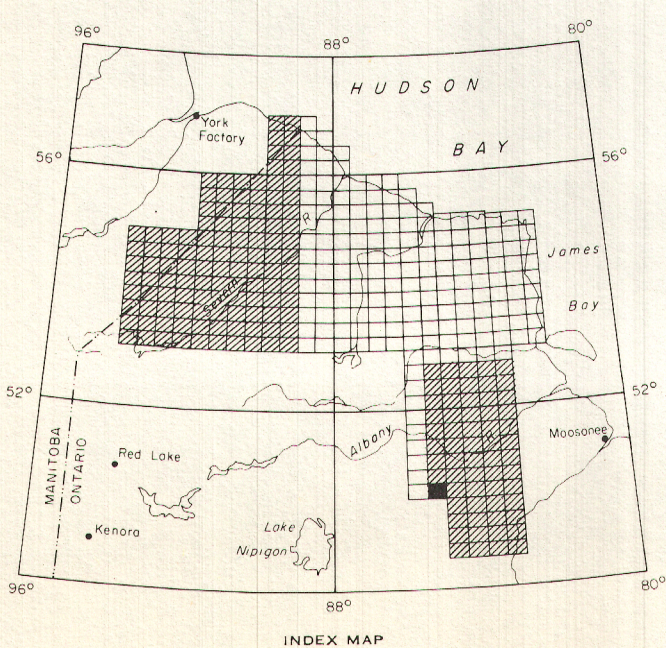 96°
88°
80°
HUDSON
BAY
York
Factory
56°
56°
R
Severn
James
Bay
52°
52°
MANITOBA
ONTARIO
Red Lake
Albany
R
Moosonee
Kenora
Lake
Nipigon
96°
88°
80°
INDEX MAP